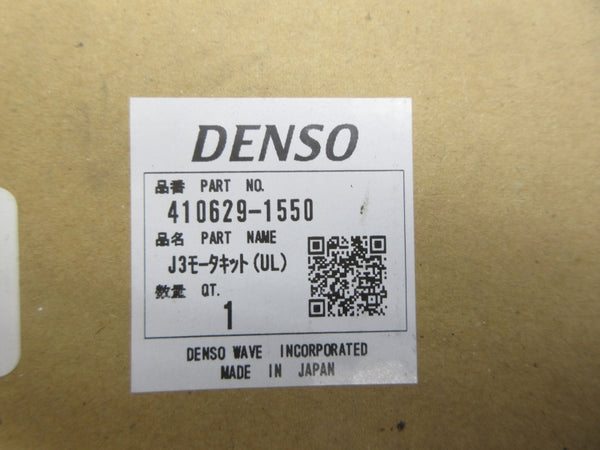 DENSO
品番 PART NO.
410629-1550
品名 PART NAME
J3モータキット(UL)
数量 QT.
1
DENSO WAVE INCORPORATED
MADE IN JAPAN